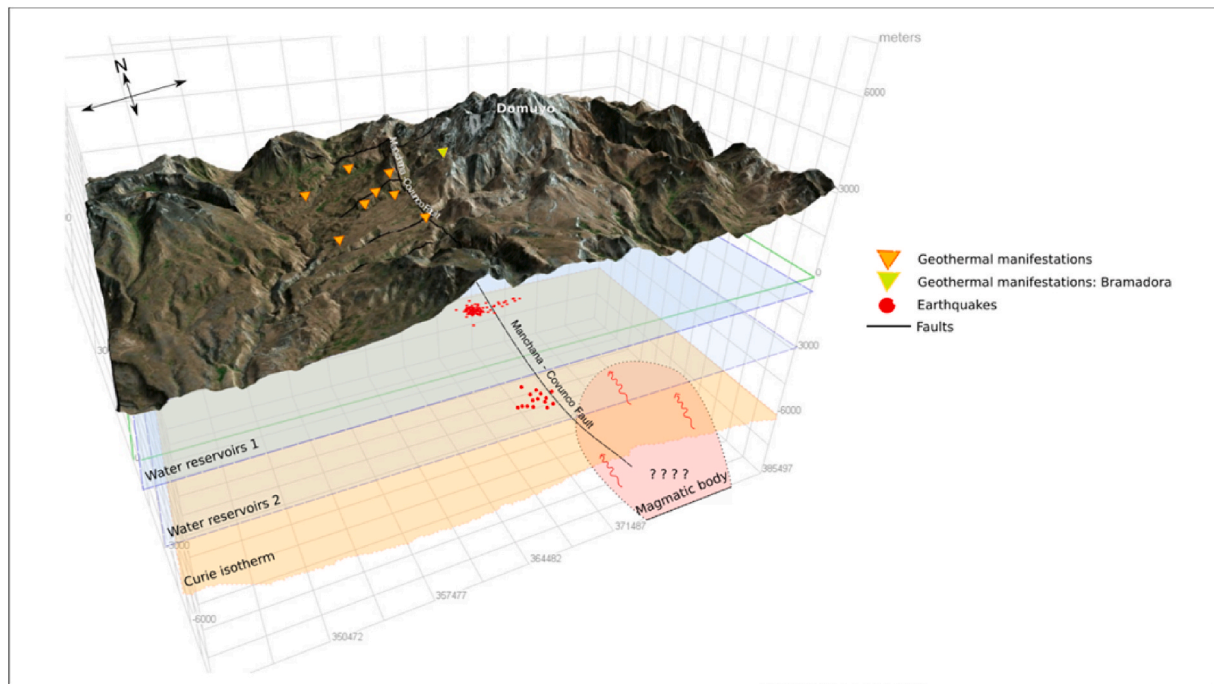 meters
N
6000
Domuyo
3000
0
-3000
-6000
Geothermal manifestations
Geothermal manifestations: Bramadora
Earthquakes
Faults
Manchana - Covunco Fault
Water reservoirs 1
Water reservoirs 2
Curie isotherm
? ? ? ?
Magmatic body
385497
371487
364482
357477
350472
-3000
-6000